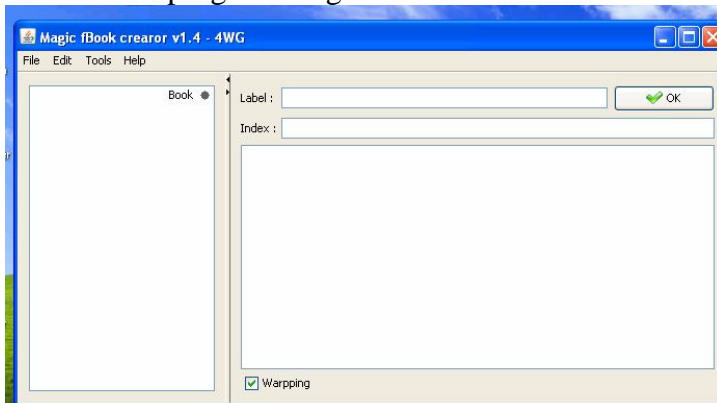 Magic fBook crearor v1.4 - 4WG
File Edit Tools Help
Book
Label :
OK
Index :
Warpping